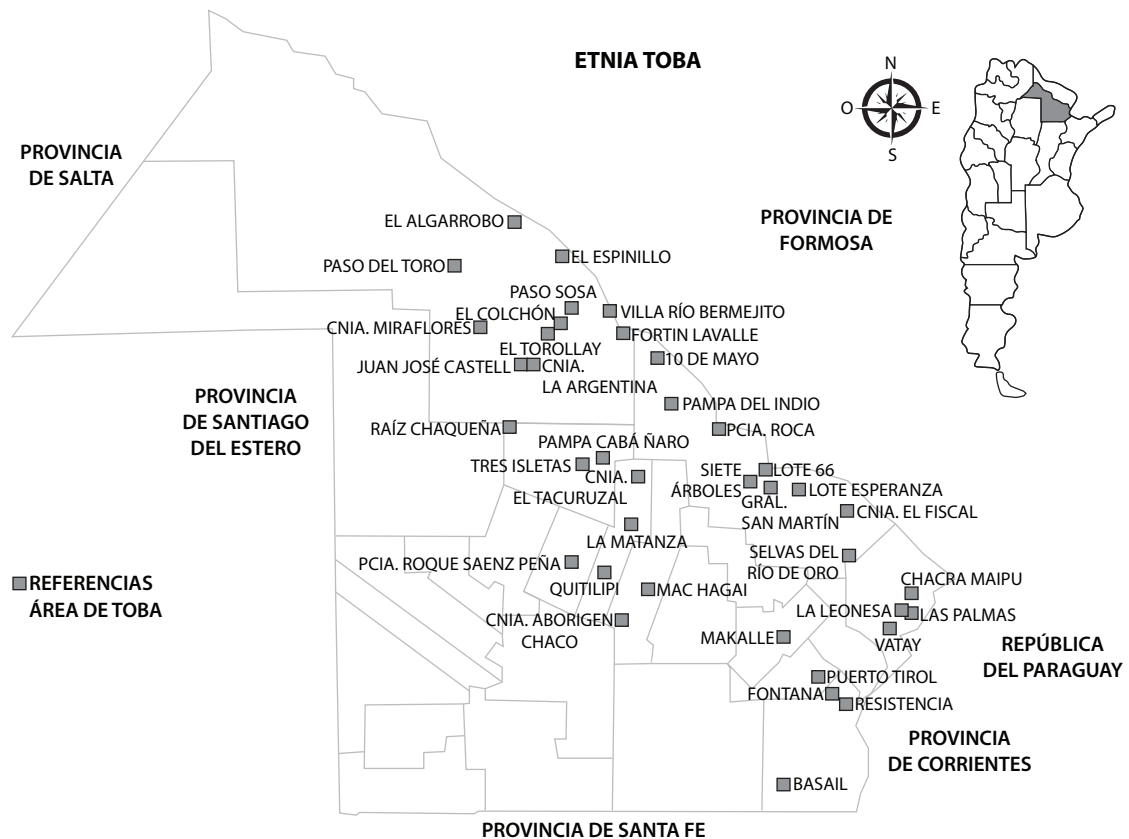 ETNIA TOBA
N
O
E
S
PROVINCIA
DE SALTA
EL ALGARROBO
PROVINCIA DE
FORMOSA
EL ESPINILLO
PASO DEL TORO
PASO SOSA
EL COLCHÓN
VILLA RÍO BERMEJITO
CNIA. MIRAFLORES
FORTIN LAVALLE
EL TOROLLAY
10 DE MAYO
JUAN JOSÉ CASTELL
CNIA.
LA ARGENTINA
PROVINCIA
DE SANTIAGO
DEL ESTERO
PAMPA DEL INDIO
RAÍZ CHAQUEÑA
PCIA. ROCA
PAMPA CABÁ ÑARO
TRES ISLETAS
CNIA.
EL TACURUZAL
SIETE
ÁRBOLES
LOTE 66
GRAL.
SAN MARTÍN
LOTE ESPERANZA
CNIA. EL FISCAL
LA MATANZA
PCIA. ROQUE SAENZ PEÑA
SELVAS DEL
RÍO DE ORO
QUITILIPI
MAC HAGAI
CHACRA MAIPU
REFERENCIAS
ÁREA DE TOBA
LA LEONESA
LAS PALMAS
CNIA. ABORIGEN
CHACO
MAKALLE
VATAY
REPÚBLICA
DEL PARAGUAY
PUERTO TIROL
FONTANA
RESISTENCIA
PROVINCIA
DE CORRIENTES
BASAIL
PROVINCIA DE SANTA FE